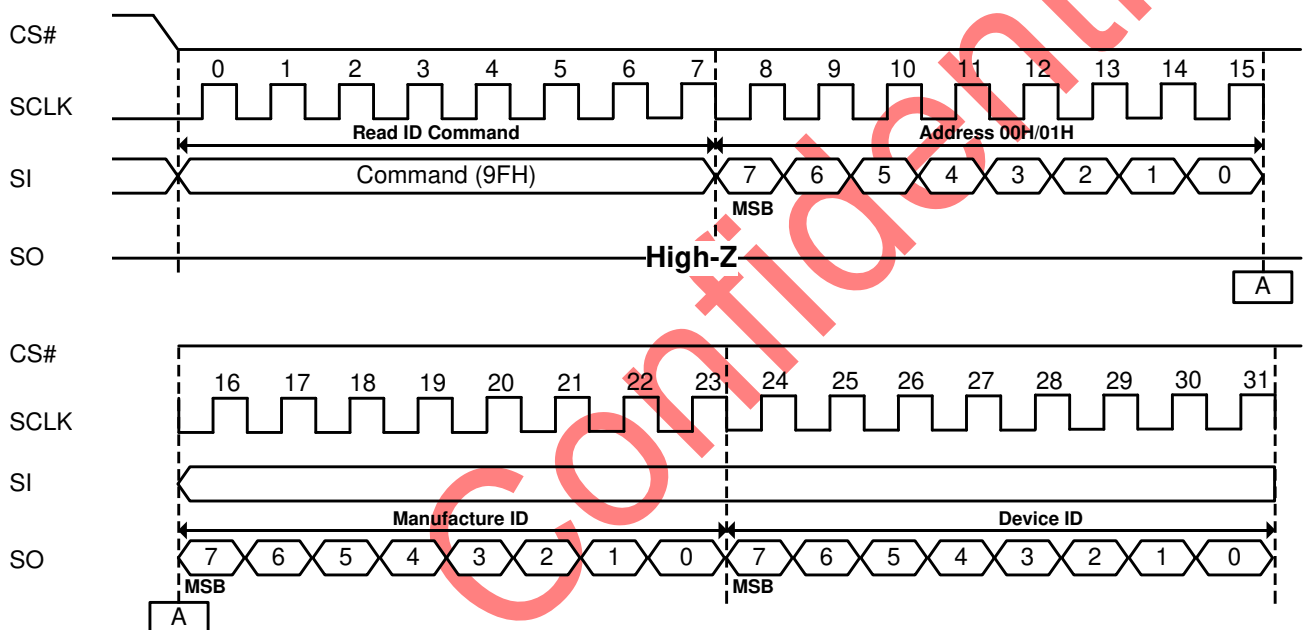 CS#
0 1 2 3 4 5 6 7 8 9 10 11 12 13 14 15
SCLK
Read ID Command Address 00H/01H
SI Command (9FH) 7 6 5 4 3 2 1 0
MSB
SO High-Z
A
CS#
16 17 18 19 20 21 22 23 24 25 26 27 28 29 30 31
SCLK
SI
Manufacture ID Device ID
SO 7 6 5 4 3 2 1 0 7 6 5 4 3 2 1 0
MSB MSB
A
Confidenti